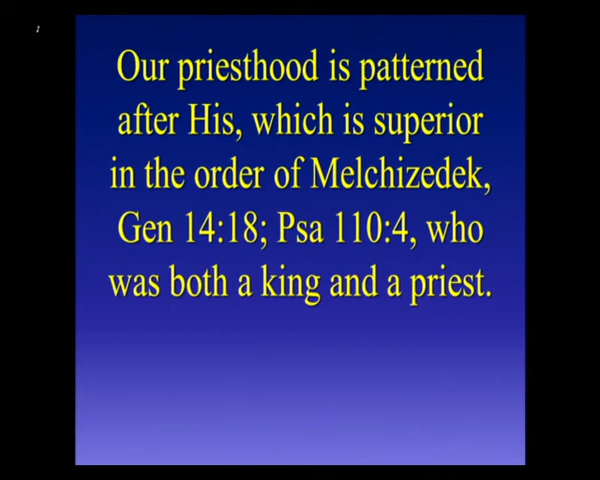 Our priesthood is patterned
after His, which is superior
in the order of Melchizedek,
Gen 14:18; Psa 110:4, who
was both a king and a priest.